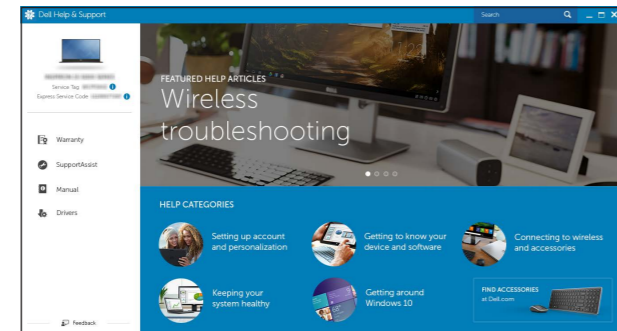 Dell Help & Support
Search
Service Tag:
Express Service Code:
Warranty
SupportAssist
Manual
Drivers
Feedback
FEATURED HELP ARTICLES
Wireless
troubleshooting
HELP CATEGORIES
Setting up account
and personalization
Getting to know your
device and software
Connecting to wireless
and accessories
Keeping your
system healthy
Getting around
Windows 10
FIND ACCESSORIES
at Dell.com